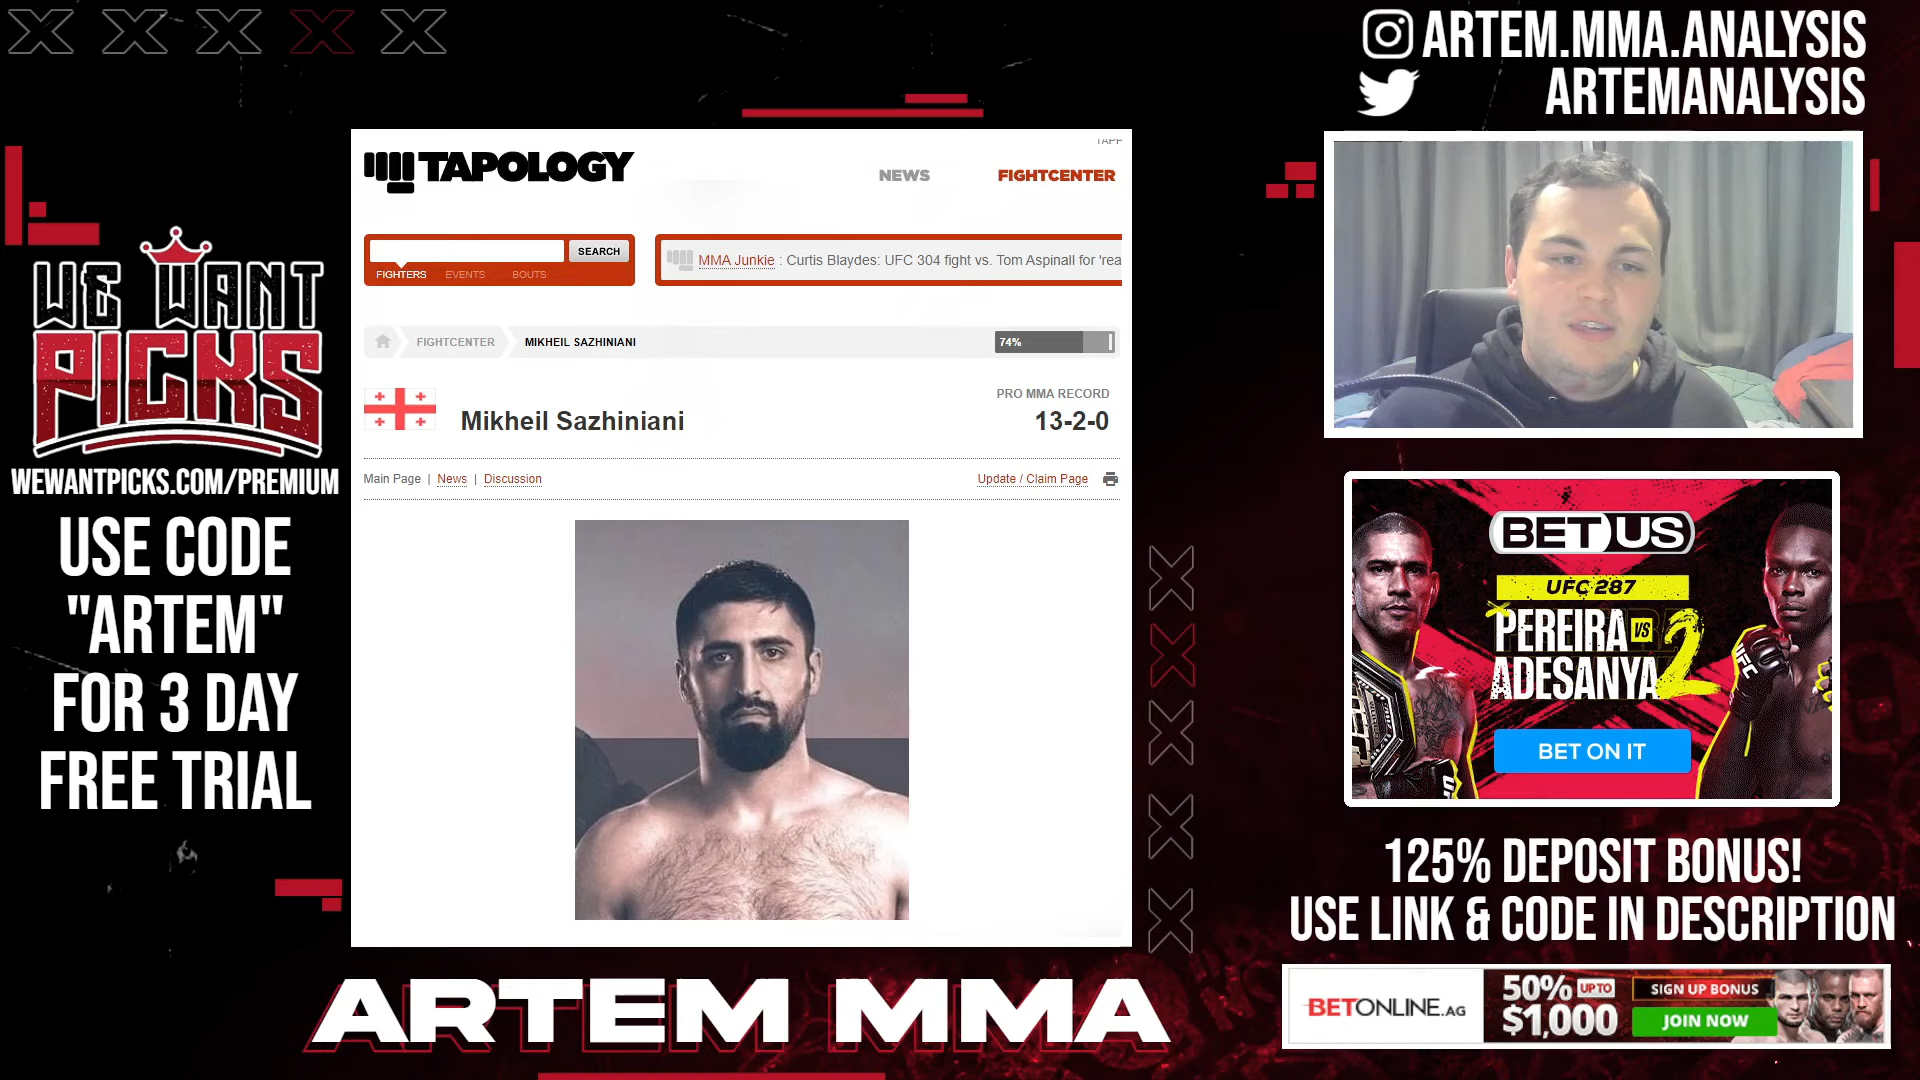 ARTEM.MMA.ANALYSIS
ARTEMANALYSIS
WE WANT
PICKS
WEWANTPICKS.COM/PREMIUM
USE CODE
"ARTEM"
FOR 3 DAY
FREE TRIAL
TAPOLOGY
NEWS
FIGHTCENTER
SEARCH
FIGHTERS
EVENTS
BOUTS
MMA Junkie : Curtis Blaydes: UFC 304 fight vs. Tom Aspinall for 'rea
FIGHTCENTER
MIKHEIL SAZHINIANI
74%
Mikheil Sazhiniani
PRO MMA RECORD
13-2-0
Main Page | News | Discussion
Update / Claim Page
BETUS
UFC 287
PEREIRA VS
ADESANYA 2
BET ON IT
125% DEPOSIT BONUS!
USE LINK & CODE IN DESCRIPTION
BETONLINE.AG
50% UP TO
$1,000
SIGN UP BONUS
JOIN NOW
ARTEM MMA